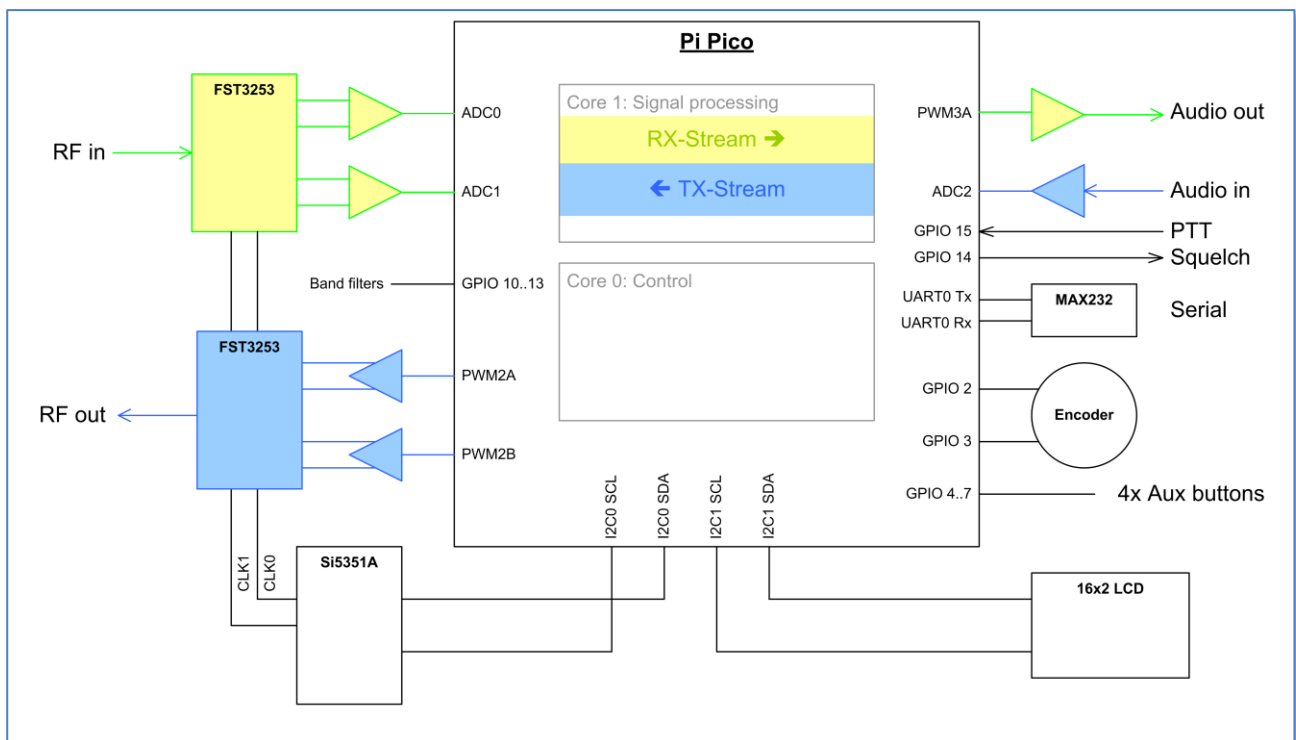 Pi Pico
FST3253
Core 1: Signal processing
RX-Stream →
← TX-Stream
Core 0: Control
RF in
ADC0
ADC1
Band filters
GPIO 10..13
FST3253
PWM2A
RF out
PWM2B
PWM3A
Audio out
ADC2
Audio in
GPIO 15
PTT
GPIO 14
Squelch
UART0 Tx
UART0 Rx
MAX232
Serial
GPIO 2
Encoder
GPIO 3
GPIO 4..7
4x Aux buttons
I2C0 SCL
I2C0 SDA
I2C1 SCL
I2C1 SDA
CLK1
CLK0
Si5351A
16x2 LCD